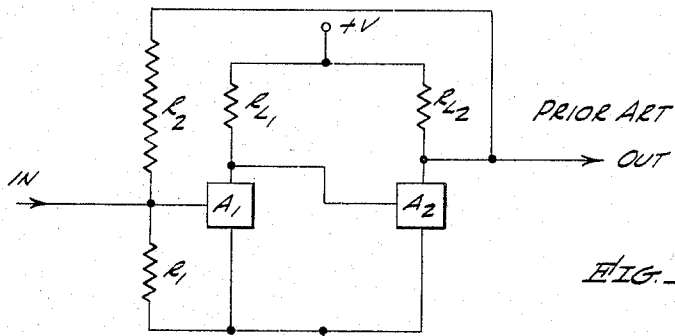 +V
R2
RL1
RL2
PRIOR ART
OUT
IN
A1
A2
R1
FIG._